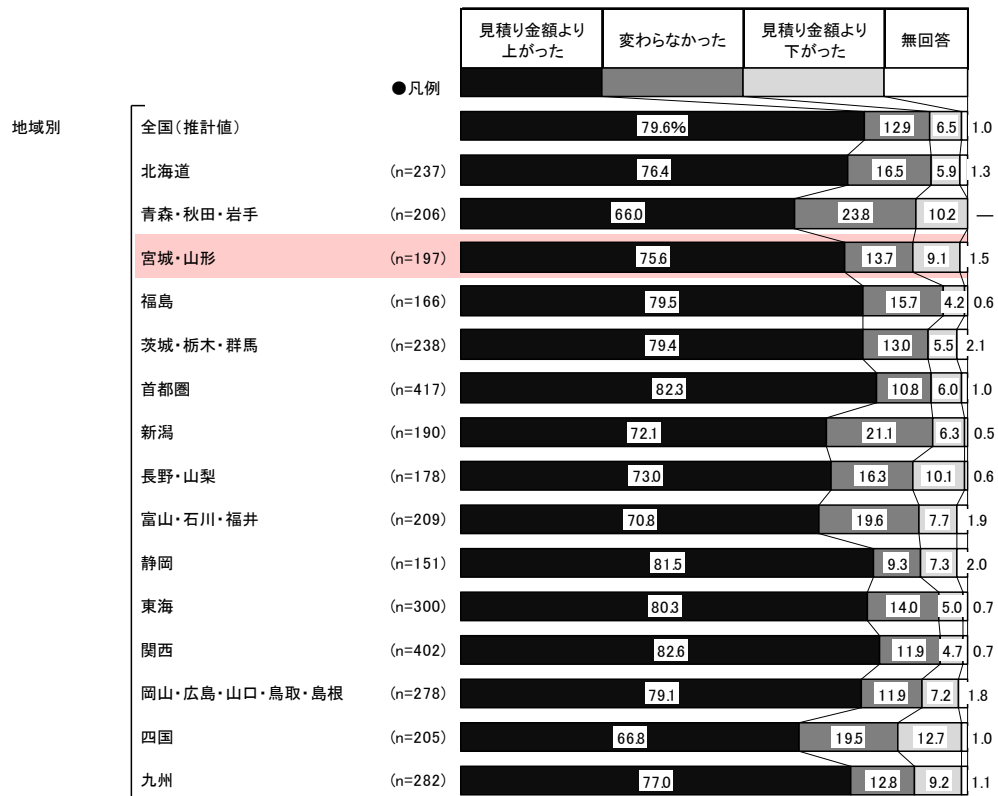 見積り金額より
上がった
変わらなかった
見積り金額より
下がった
無回答
●凡例
地域別
全国(推計値) 79.6% 12.9 6.5 1.0
北海道 (n=237) 76.4 16.5 5.9 1.3
青森・秋田・岩手 (n=206) 66.0 23.8 10.2 —
宮城・山形 (n=197) 75.6 13.7 9.1 1.5
福島 (n=166) 79.5 15.7 4.2 0.6
茨城・栃木・群馬 (n=238) 79.4 13.0 5.5 2.1
首都圏 (n=417) 82.3 10.8 6.0 1.0
新潟 (n=190) 72.1 21.1 6.3 0.5
長野・山梨 (n=178) 73.0 16.3 10.1 0.6
富山・石川・福井 (n=209) 70.8 19.6 7.7 1.9
静岡 (n=151) 81.5 9.3 7.3 2.0
東海 (n=300) 80.3 14.0 5.0 0.7
関西 (n=402) 82.6 11.9 4.7 0.7
岡山・広島・山口・鳥取・島根 (n=278) 79.1 11.9 7.2 1.8
四国 (n=205) 66.8 19.5 12.7 1.0
九州 (n=282) 77.0 12.8 9.2 1.1